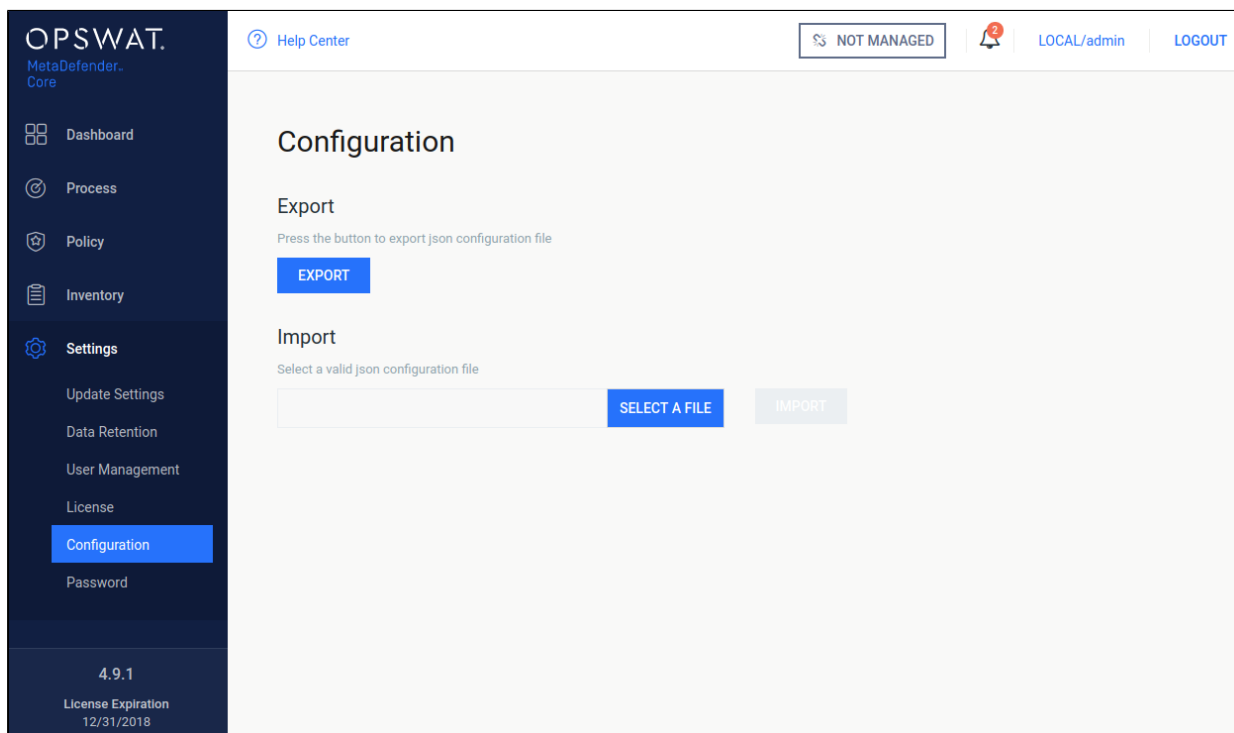 OPSWAT.
MetaDefender™
Core
Help Center
NOT MANAGED
2
LOCAL/admin
LOGOUT
Dashboard
Process
Policy
Inventory
Settings
Update Settings
Data Retention
User Management
License
Configuration
Password
4.9.1
License Expiration
12/31/2018
Configuration
Export
Press the button to export json configuration file
EXPORT
Import
Select a valid json configuration file
SELECT A FILE
IMPORT